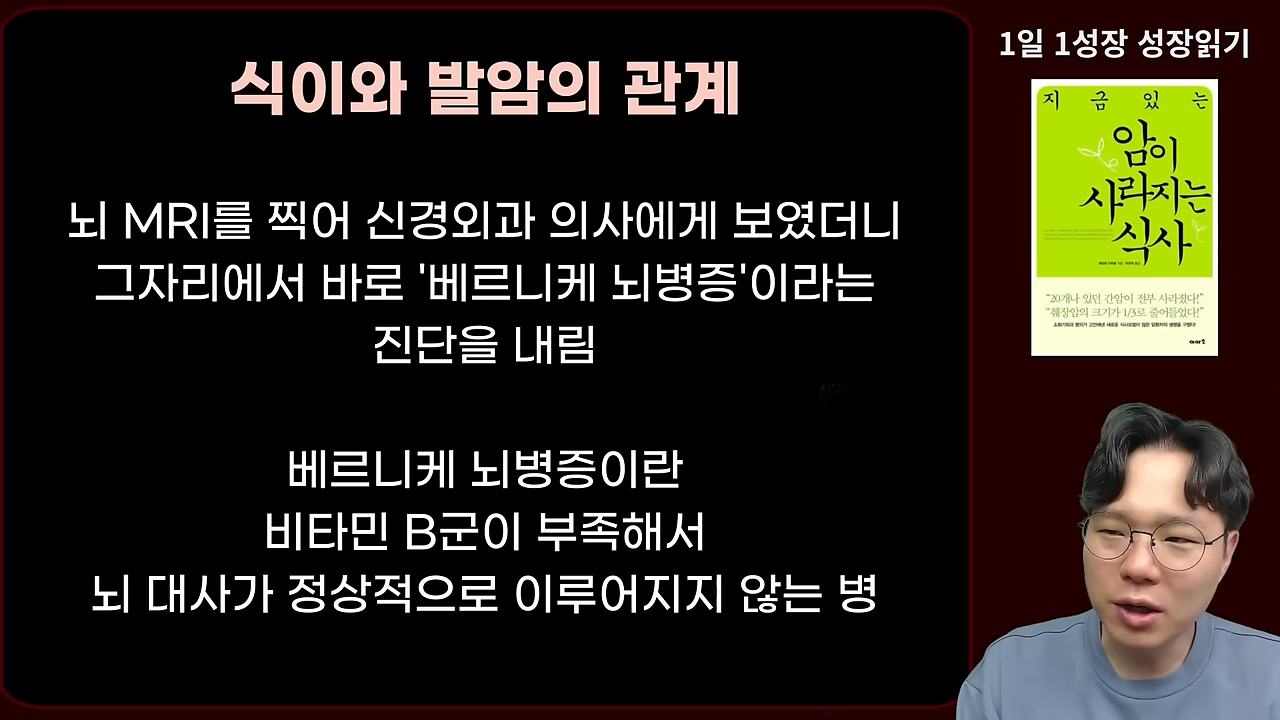 식이와 발암의 관계
뇌 MRI를 찍어 신경외과 의사에게 보였더니
그자리에서 바로 '베르니케 뇌병증'이라는
진단을 내림
베르니케 뇌병증이란
비타민 B군이 부족해서
뇌 대사가 정상적으로 이루어지지 않는 병
1일 1성장 성장읽기
지금있는
암이
사라지는
식사
“20개나 있던 간암이 전부 사라졌다!”
“췌장암의 크기가 1/3로 줄어들었다!”